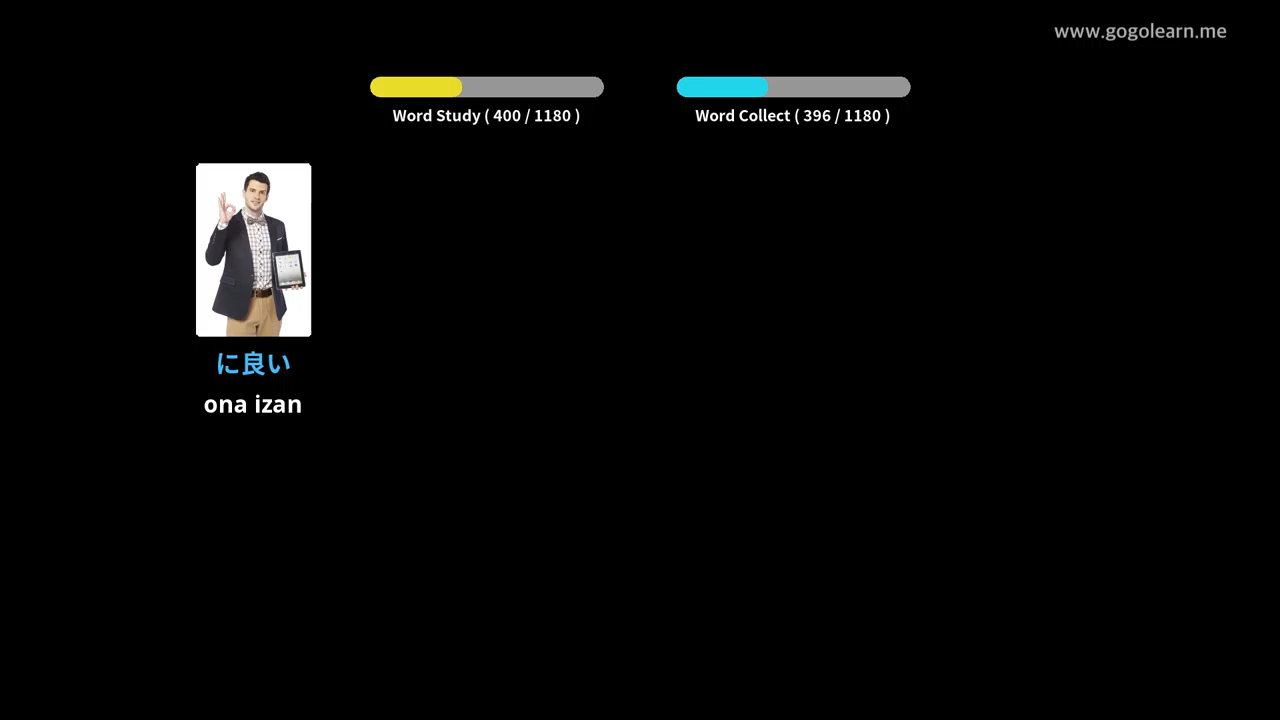 www.gogolearn.me
Word Study ( 400 / 1180 )
Word Collect ( 396 / 1180 )
に良い
ona izan